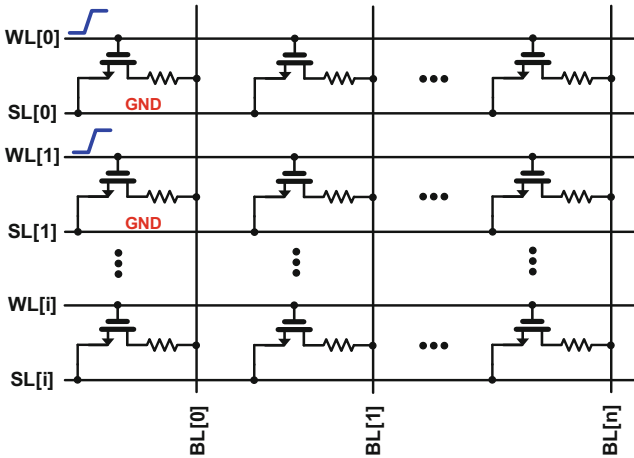 WL[0]
SL[0]
GND
WL[1]
SL[1]
GND
WL[i]
SL[i]
BL[0]
BL[1]
BL[n]